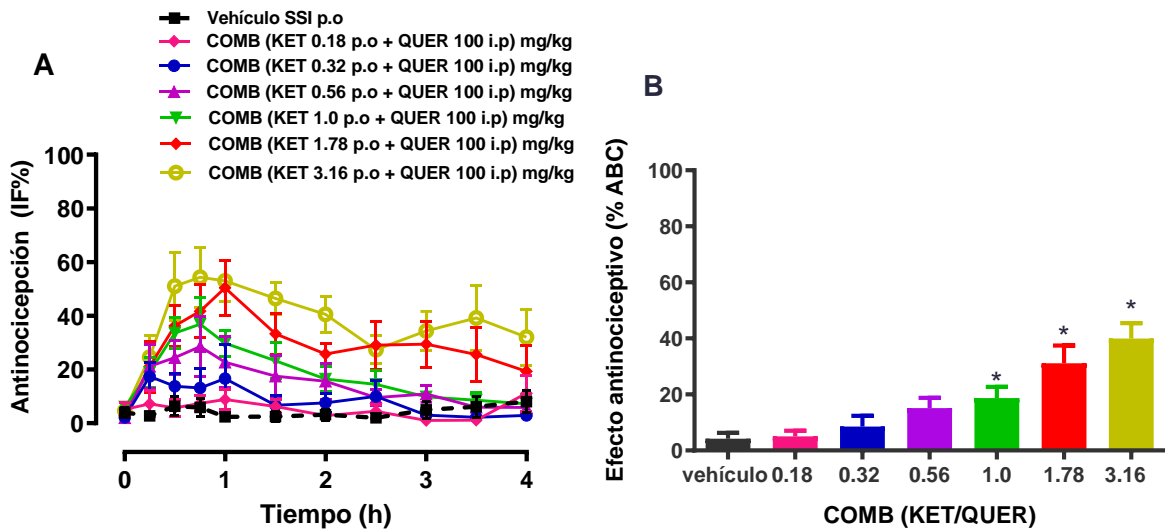 Vehículo SSI p.o
COMB (KET 0.18 p.o + QUER 100 i.p) mg/kg
COMB (KET 0.32 p.o + QUER 100 i.p) mg/kg
COMB (KET 0.56 p.o + QUER 100 i.p) mg/kg
COMB (KET 1.0 p.o + QUER 100 i.p) mg/kg
COMB (KET 1.78 p.o + QUER 100 i.p) mg/kg
COMB (KET 3.16 p.o + QUER 100 i.p) mg/kg
A
Antinocicepción (IF%)
100
80
60
40
20
0
0 1 2 3 4
Tiempo (h)
B
Efecto antinociceptivo (% ABC)
100
80
60
40
20
0
* * *
vehículo 0.18 0.32 0.56 1.0 1.78 3.16
COMB (KET/QUER)